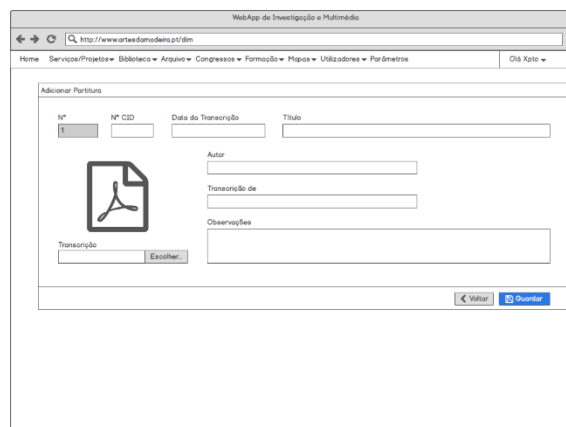 WebApp de Investigação e Multimédia
http://www.artesdamadeira.pt/dim
Home Serviços/Projetos Biblioteca Arquivo Congressos Formação Mapas Utilizadores Parâmetros Olá Xpto
Adicionar Partitura
Nº Nº CID Data da Transcrição Título
1
Autor
Transcrição de
Observações
Transcrição
Escolher..
Voltar Guardar